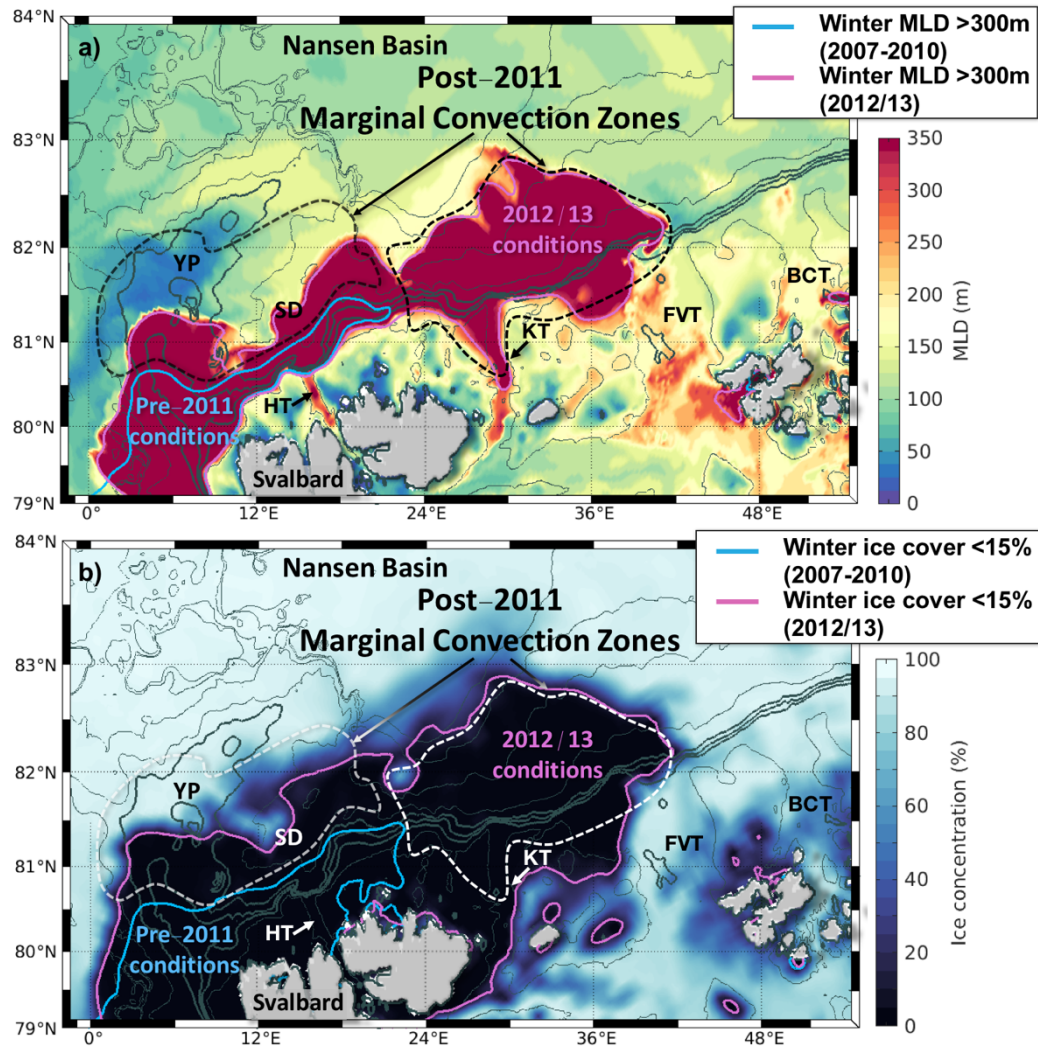 84°N
a)
Nansen Basin
Post–2011
Marginal Convection Zones
Winter MLD >300m
(2007-2010)
Winter MLD >300m
(2012/13)
83°N
82°N
81°N
80°N
79°N
YP
SD
HT
KT
FVT
BCT
2012/13
conditions
Pre–2011
conditions
Svalbard
0°
12°E
24°E
36°E
48°E
350
300
250
200
150
100
50
0
MLD (m)
84°N
b)
Nansen Basin
Post–2011
Marginal Convection Zones
Winter ice cover <15%
(2007-2010)
Winter ice cover <15%
(2012/13)
83°N
82°N
81°N
80°N
79°N
YP
SD
HT
KT
FVT
BCT
2012/13
conditions
Pre–2011
conditions
Svalbard
0°
12°E
24°E
36°E
48°E
100
80
60
40
20
0
Ice concentration (%)